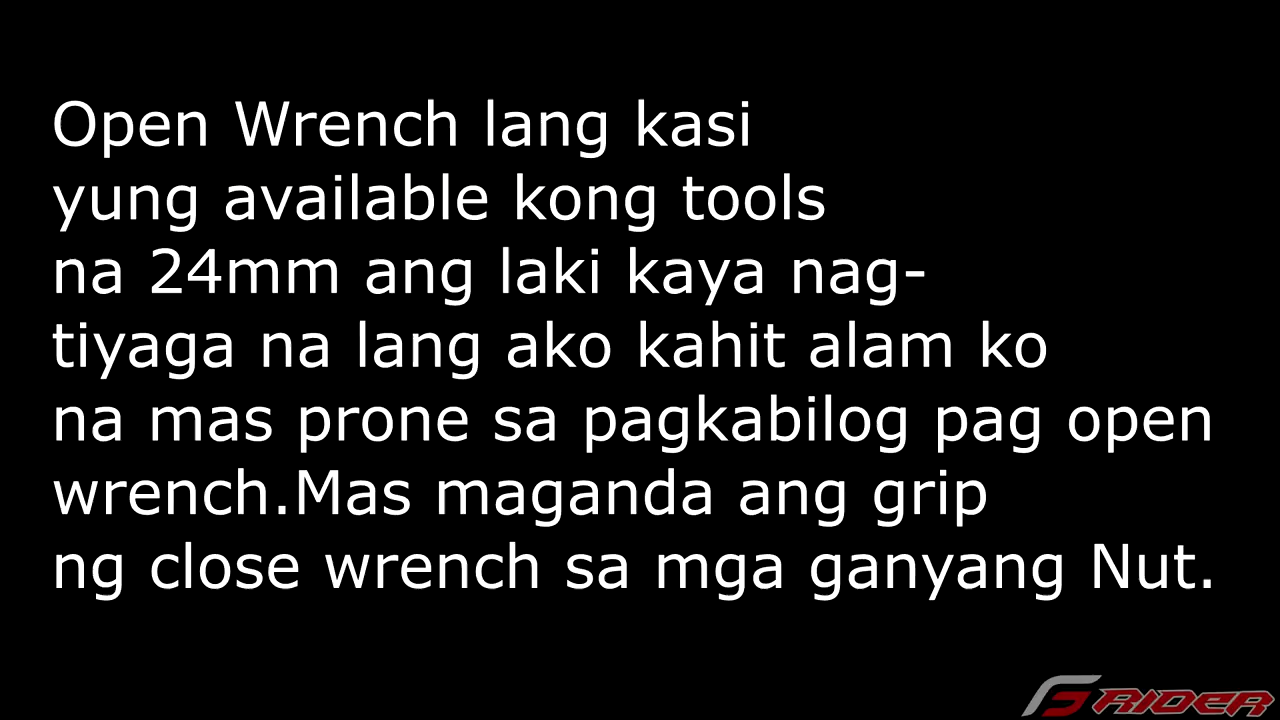 Open Wrench lang kasi
yung available kong tools
na 24mm ang laki kaya nag-
tiyaga na lang ako kahit alam ko
na mas prone sa pagkabilog pag open
wrench.Mas maganda ang grip
ng close wrench sa mga ganyang Nut.
RIDER